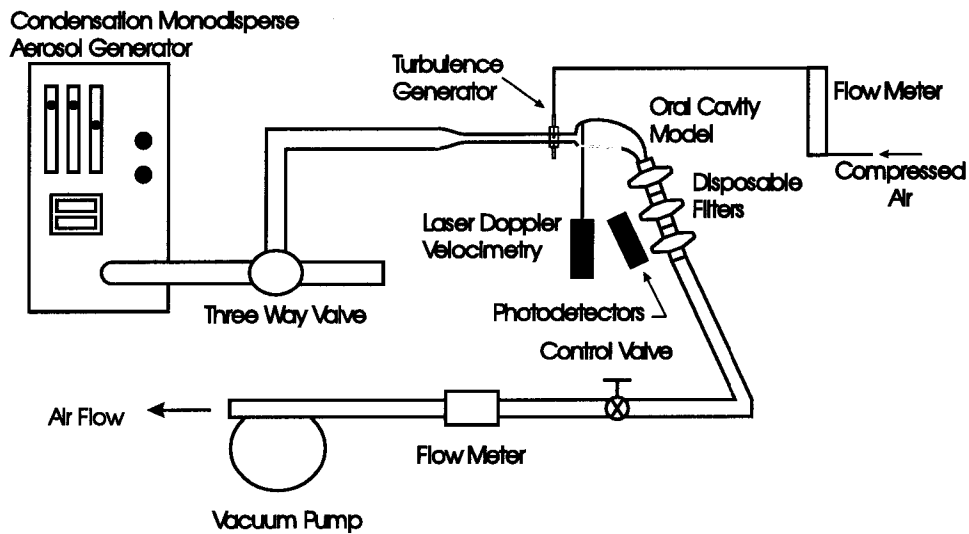 Condensation Monodisperse
Aerosol Generator
Turbulence
Generator
Oral Cavity
Model
Flow Meter
Compressed
Air
Disposable
Filters
Laser Doppler
Velocimetry
Three Way Valve
Photodetectors
Control Valve
Air Flow
Flow Meter
Vacuum Pump